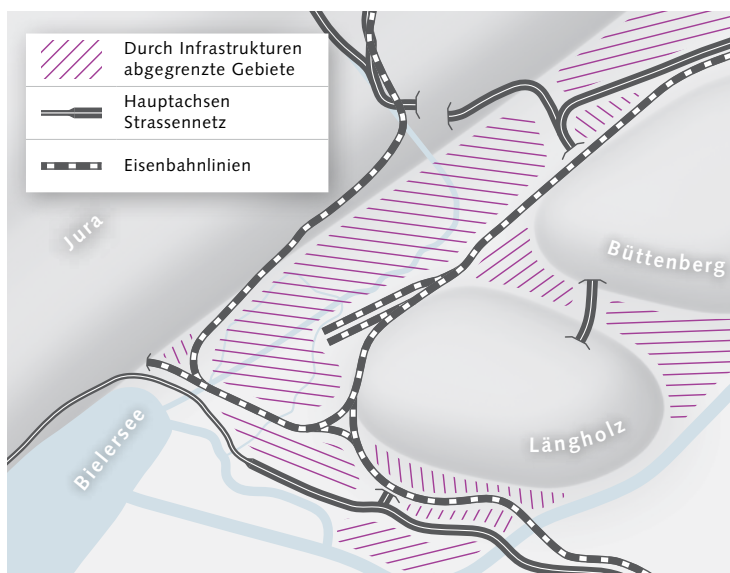 Durch Infrastrukturen
abgegrenzte Gebiete
Hauptachsen
Strassennetz
Eisenbahnlinien
Jura
Büttenberg
Längholz
Bielersee